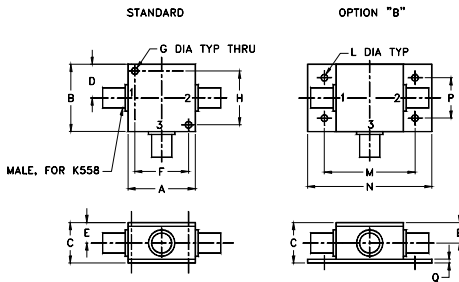 STANDARD
OPTION "B"
G DIA TYP THRU
L DIA TYP
D
B
1
2
3
H
1
2
3
P
MALE, FOR K558
F
A
M
N
E
C
C
E
Q